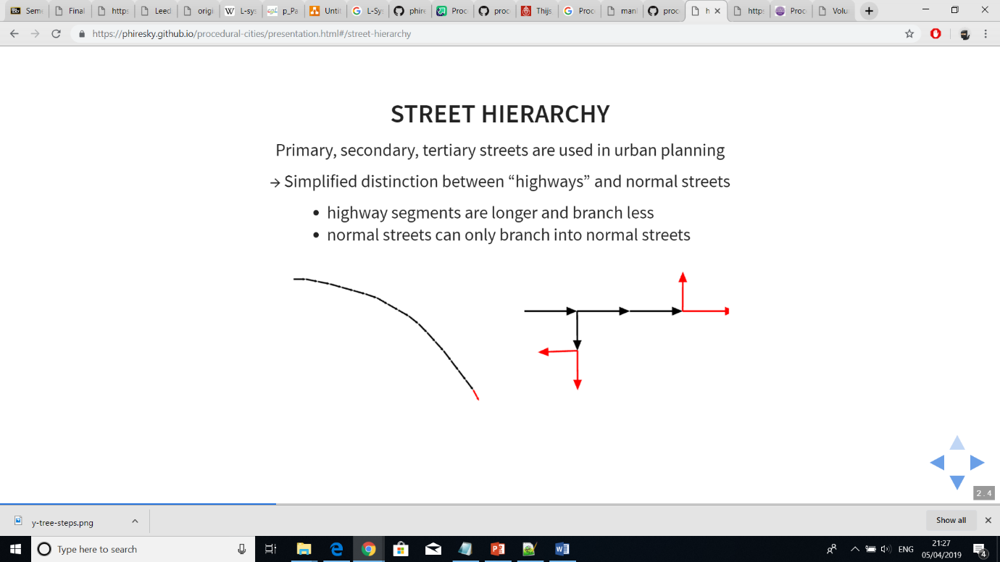 Seme
Final
https
Leed
origi
L-sys
p_Pa
Untit
L-Sy
phire
Proc
proc
Thijs
Proc
man
proc
h
https
Proc
Volu
https://phiresky.github.io/procedural-cities/presentation.html#/street-hierarchy
STREET HIERARCHY
Primary, secondary, tertiary streets are used in urban planning
→ Simplified distinction between “highways” and normal streets
• highway segments are longer and branch less
• normal streets can only branch into normal streets
2.4
y-tree-steps.png
Show all
Type here to search
ENG
21:27
05/04/2019
4